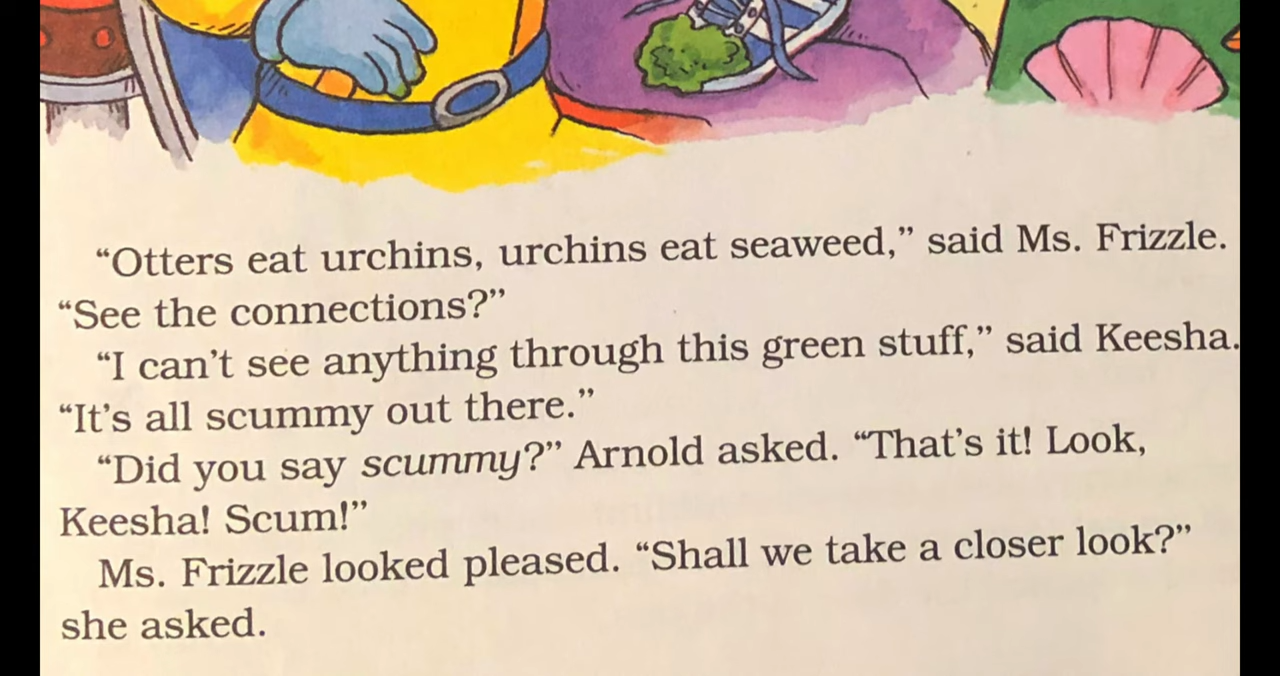 “Otters eat urchins, urchins eat seaweed,” said Ms. Frizzle.
“See the connections?”
“I can’t see anything through this green stuff,” said Keesha.
“It’s all scummy out there.”
“Did you say scummy?” Arnold asked. “That’s it! Look,
Keesha! Scum!”
Ms. Frizzle looked pleased. “Shall we take a closer look?”
she asked.